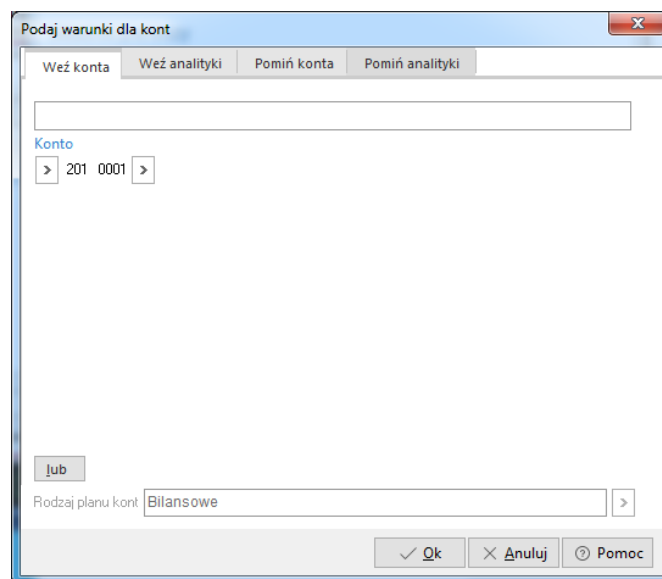 Podaj warunki dla kont
Weź konta Weź analityki Pomiń konta Pomiń analityki
Konto
201 0001
lub
Rodzaj planu kont Bilansowe
Ok Anuluj Pomoc